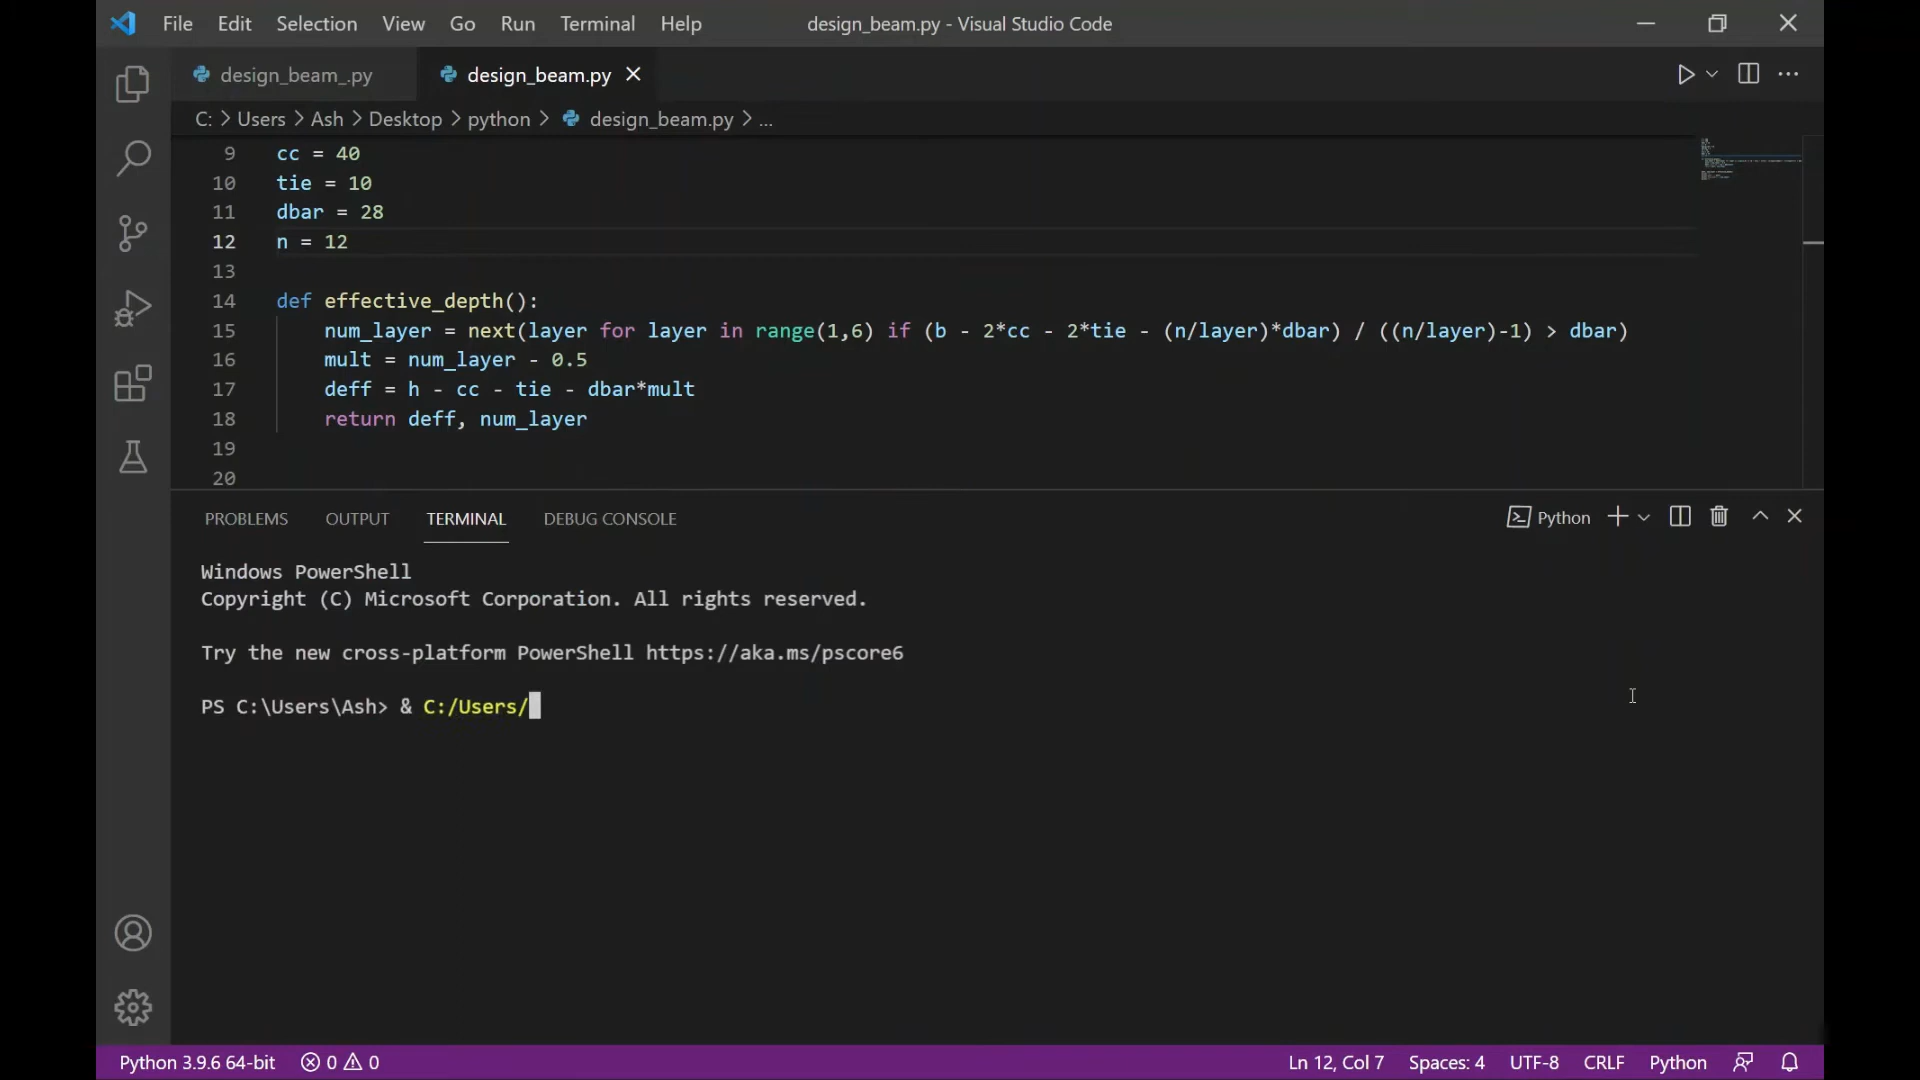 File Edit Selection View Go Run Terminal Help design_beam.py - Visual Studio Code
design_beam_.py design_beam.py
C: > Users > Ash > Desktop > python > design_beam.py > ...
9 cc = 40
10 tie = 10
11 dbar = 28
12 n = 12
13
14 def effective_depth():
15 num_layer = next(layer for layer in range(1,6) if (b - 2*cc - 2*tie - (n/layer)*dbar) / ((n/layer)-1) > dbar)
16 mult = num_layer - 0.5
17 deff = h - cc - tie - dbar*mult
18 return deff, num_layer
19
20
PROBLEMS OUTPUT TERMINAL DEBUG CONSOLE Python
Windows PowerShell
Copyright (C) Microsoft Corporation. All rights reserved.
Try the new cross-platform PowerShell https://aka.ms/pscore6
PS C:\Users\Ash> & C:/Users/
Python 3.9.6 64-bit 0 0 Ln 12, Col 7 Spaces: 4 UTF-8 CRLF Python